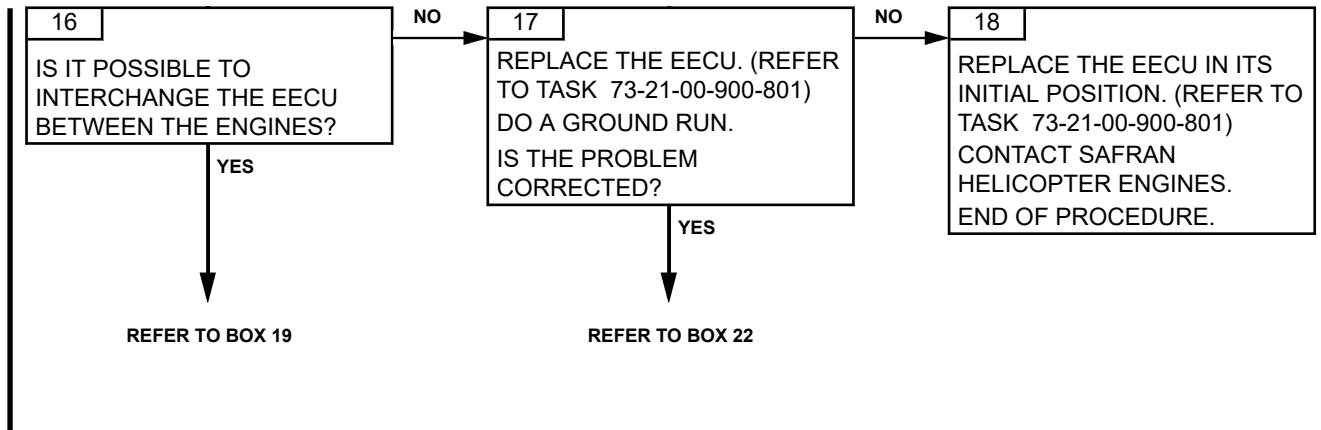 16
IS IT POSSIBLE TO
INTERCHANGE THE EECU
BETWEEN THE ENGINES?
NO
YES
REFER TO BOX 19
17
REPLACE THE EECU. (REFER
TO TASK 73-21-00-900-801)
DO A GROUND RUN.
IS THE PROBLEM
CORRECTED?
NO
YES
REFER TO BOX 22
18
REPLACE THE EECU IN ITS
INITIAL POSITION. (REFER TO
TASK 73-21-00-900-801)
CONTACT SAFRAN
HELICOPTER ENGINES.
END OF PROCEDURE.